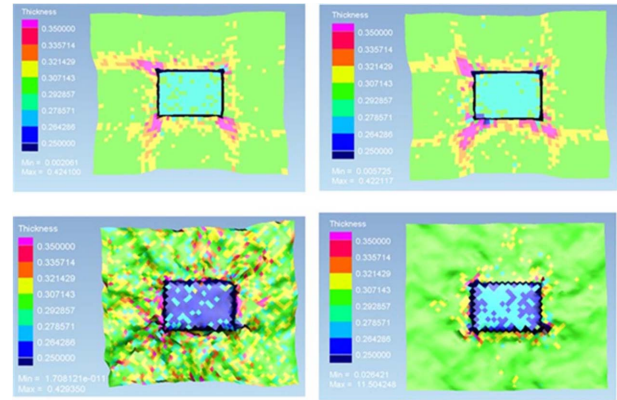 Thickness
0.350000
0.335714
0.321429
0.307143
0.292857
0.278571
0.264286
0.250000
Min = 0.002961
Max = 0.424100
Thickness
0.350000
0.335714
0.321429
0.307143
0.292857
0.278571
0.264286
0.250000
Min = 0.005725
Max = 0.422117
Thickness
0.350000
0.335714
0.321429
0.307143
0.292857
0.278571
0.264286
0.250000
Min = 1.708121e-011
Max = 0.429350
Thickness
0.350000
0.335714
0.321429
0.307143
0.292857
0.278571
0.264286
0.250000
Min = 0.026421
Max = 11.504248